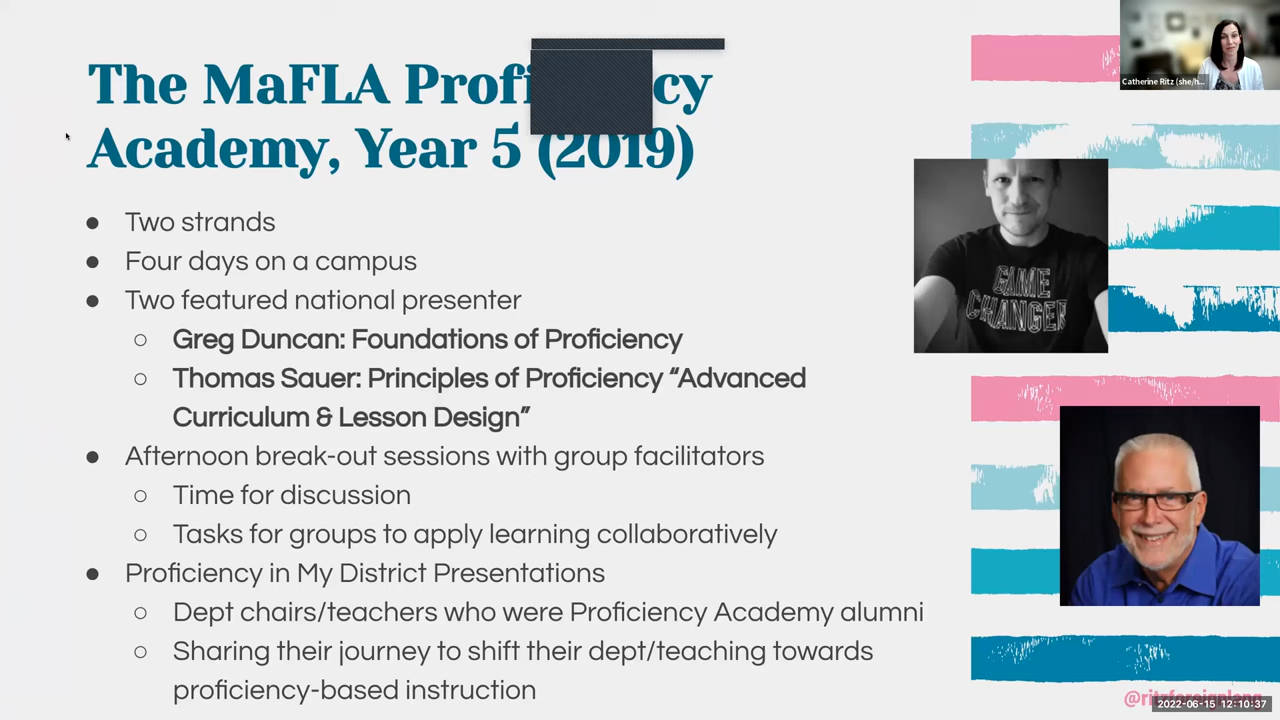 The MaFLA
Academy, Year 5 (2019)
● Two strands
● Four days on a campus
● Two featured national presenter
○ Greg Duncan: Foundations of Proficiency
○ Thomas Sauer: Principles of Proficiency “Advanced
Curriculum & Lesson Design”
● Afternoon break-out sessions with group facilitators
○ Time for discussion
○ Tasks for groups to apply learning collaboratively
● Proficiency in My District Presentations
○ Dept chairs/teachers who were Proficiency Academy alumni
○ Sharing their journey to shift their dept/teaching towards
proficiency-based instruction
Catherine Ritz (she/h...
GAME
CHANGER
2022-06-15 12:10:37